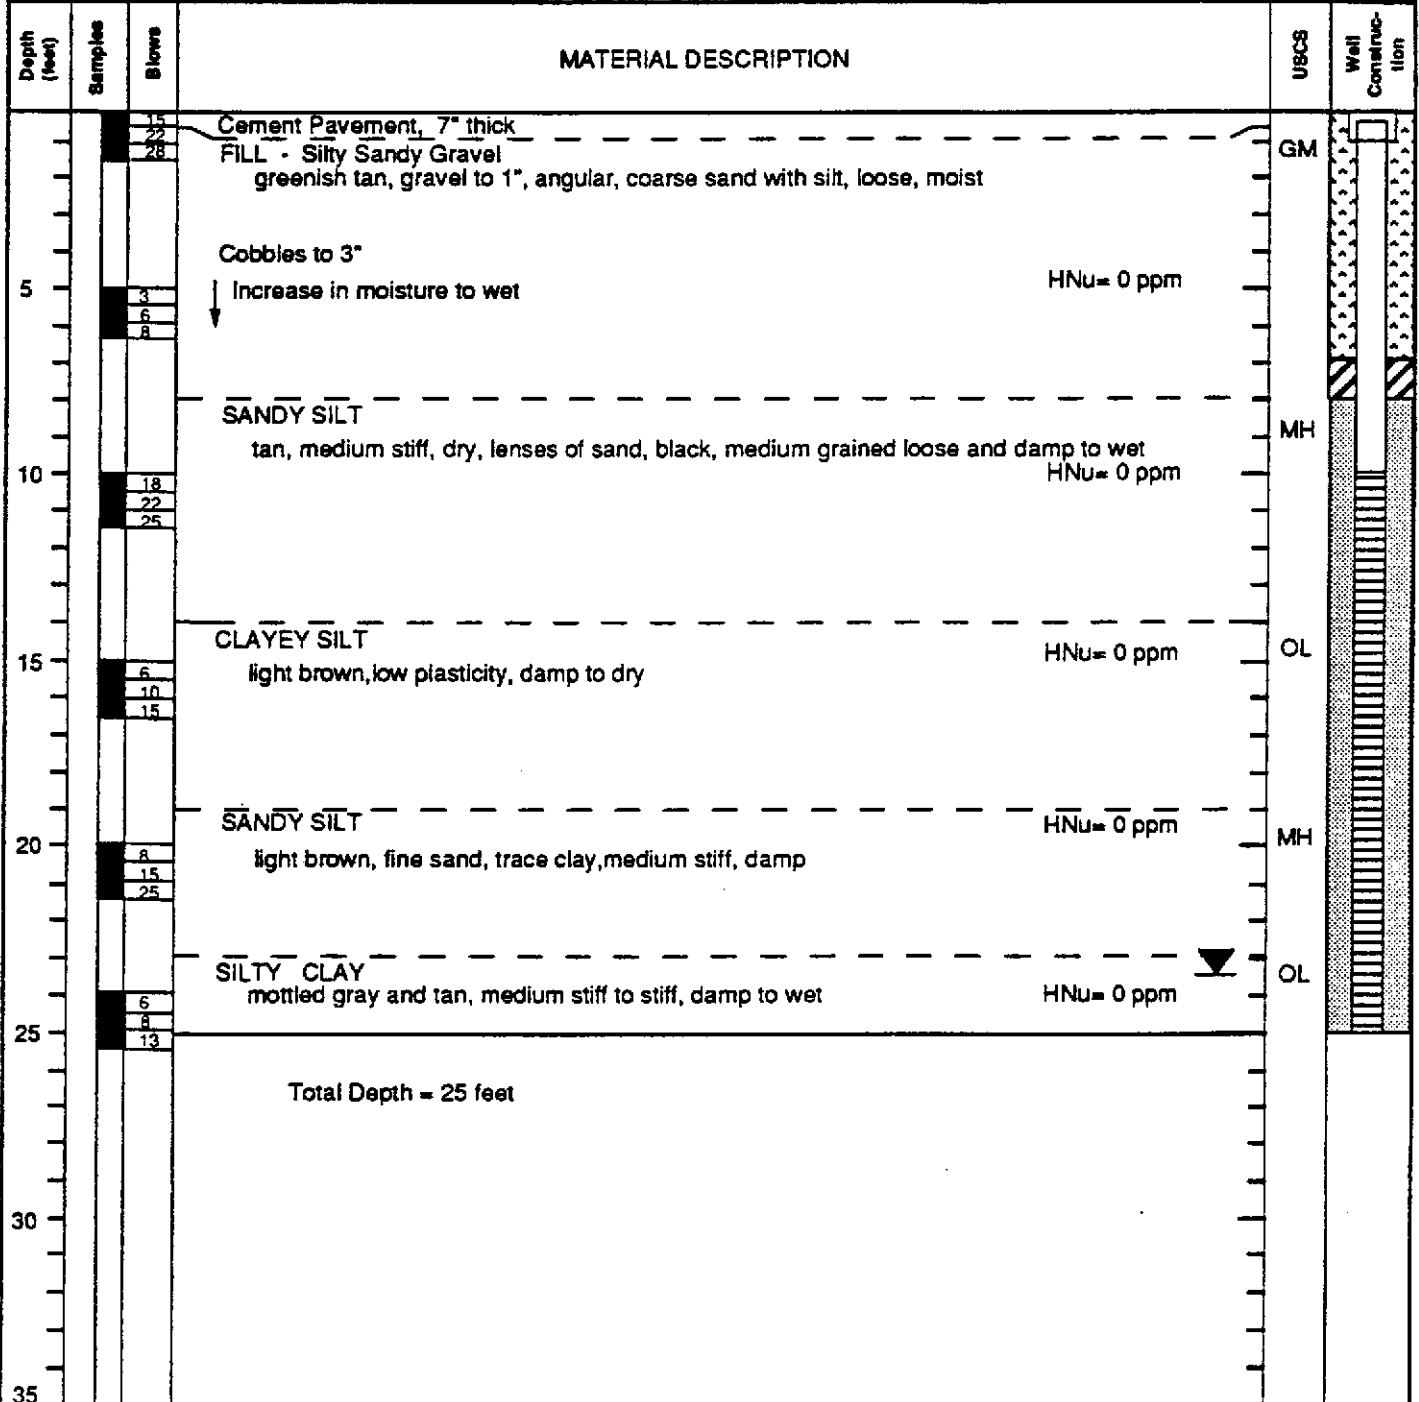 Depth (feet)
Samples
Blows
MATERIAL DESCRIPTION
USCS
Well Construc-tion
15
Cement Pavement, 7" thick
22
28
FILL - Silty Sandy Gravel
GM
greenish tan, gravel to 1", angular, coarse sand with silt, loose, moist
Cobbles to 3"
HNu= 0 ppm
5
3
Increase in moisture to wet
6
8
SANDY SILT
MH
tan, medium stiff, dry, lenses of sand, black, medium grained loose and damp to wet
10
HNu= 0 ppm
18
22
25
CLAYEY SILT
HNu= 0 ppm
OL
15
6
light brown,low plasticity, damp to dry
10
15
SANDY SILT
HNu= 0 ppm
MH
20
8
light brown, fine sand, trace clay,medium stiff, damp
15
25
SILTY CLAY
OL
mottled gray and tan, medium stiff to stiff, damp to wet
HNu= 0 ppm
6
8
25
13
Total Depth = 25 feet
30
35